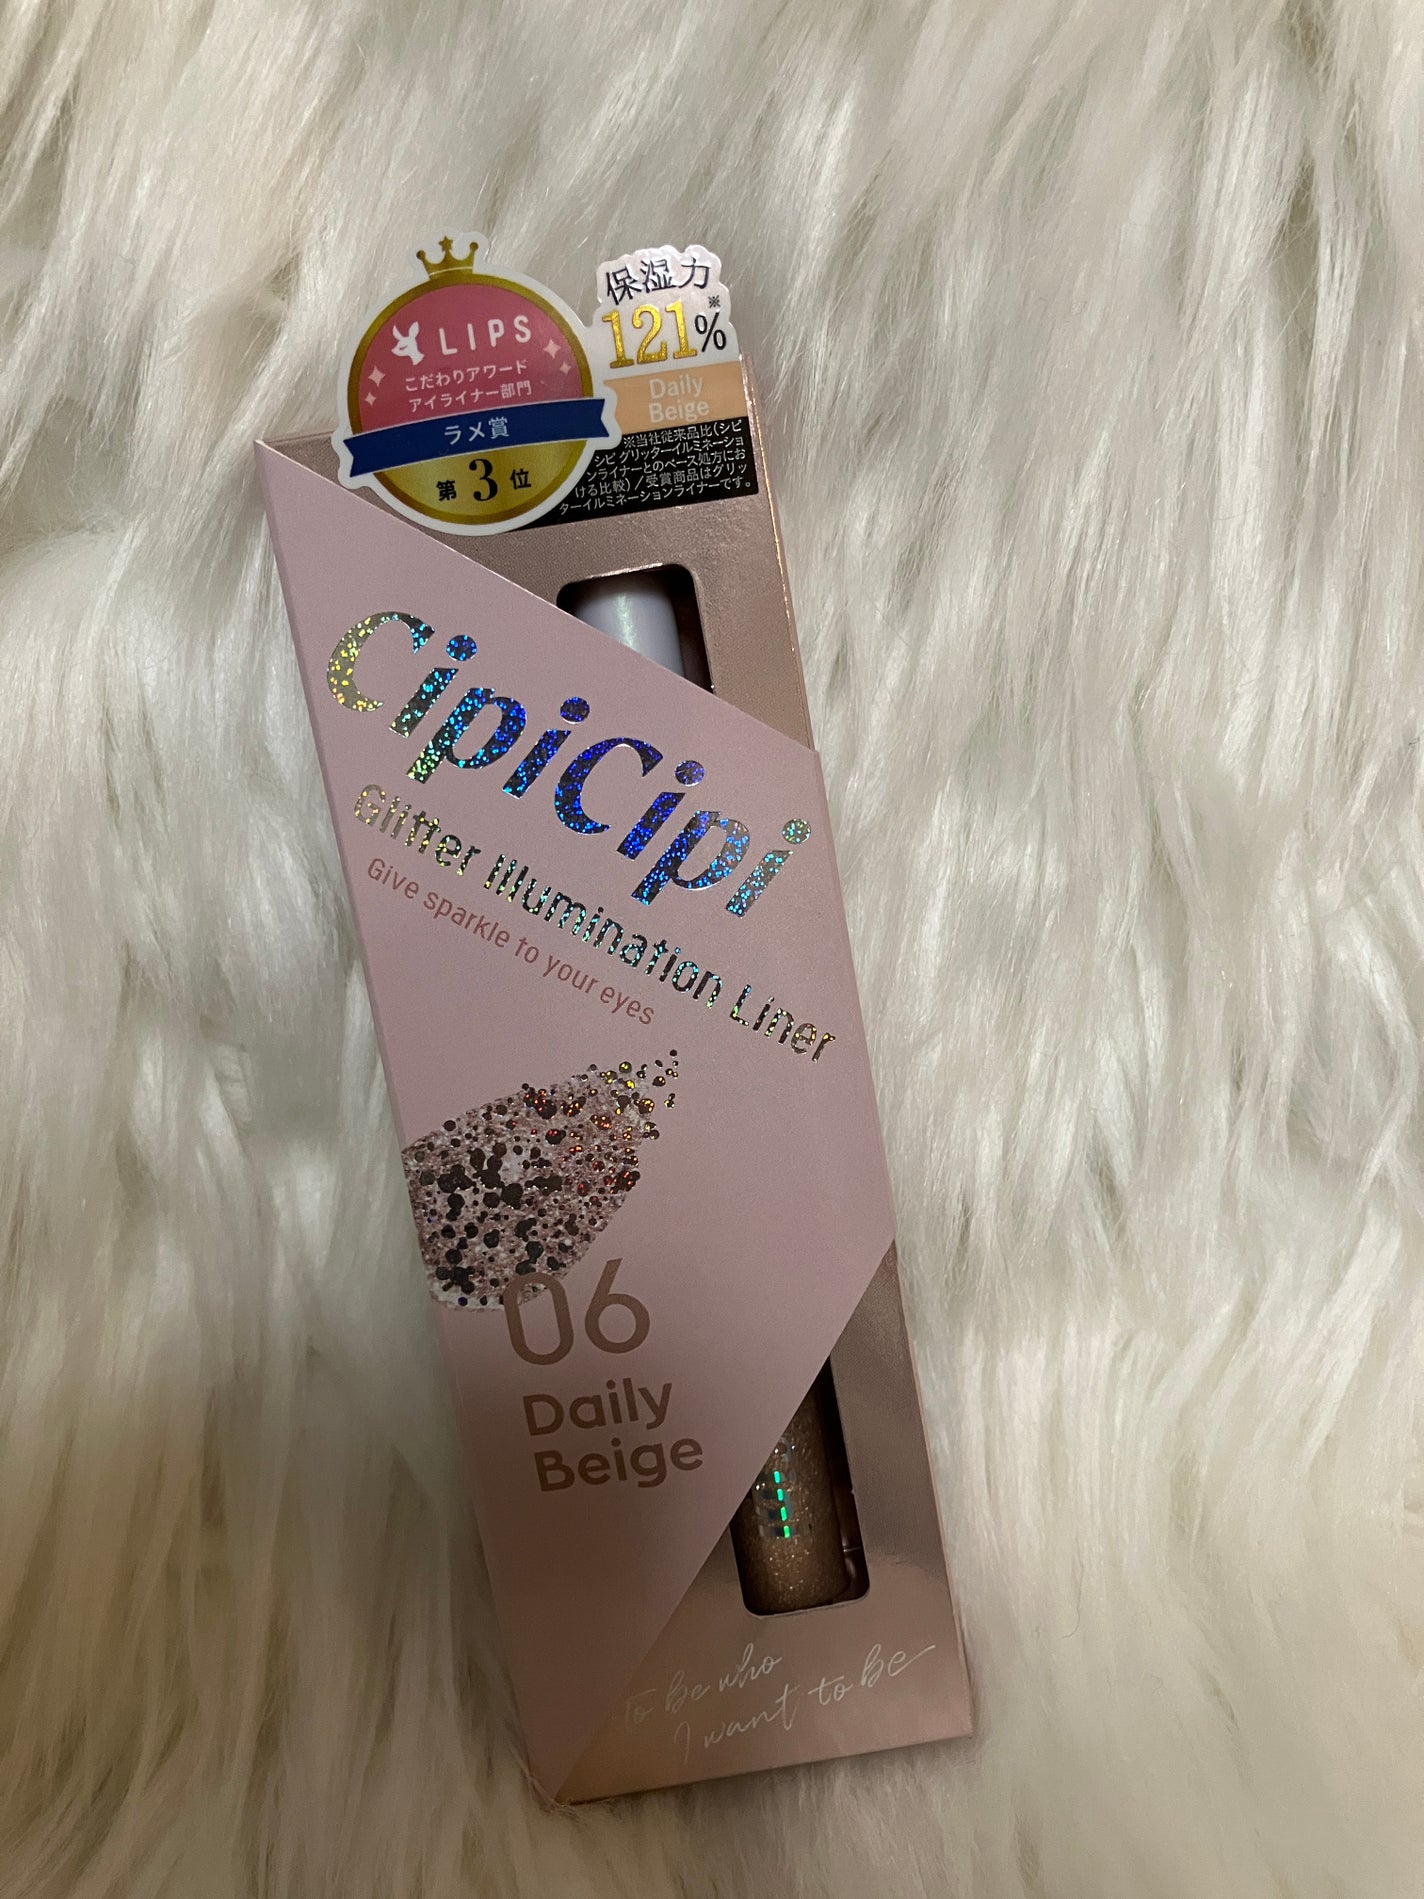 LIPS
こだわりアワード
アイライナー部門
ラメ賞
第3位
保湿力
121%※
Daily
Beige
※当社従来品比(シピ
シピ グリッターイルミネーショ
ンライナーとのベース処方にお
ける比較)/受賞商品はグリッ
ターイルミネーションライナーです。
CipiCipi
Glitter Illumination Liner
Give sparkle to your eyes
06
Daily
Beige
To be who
I want to be